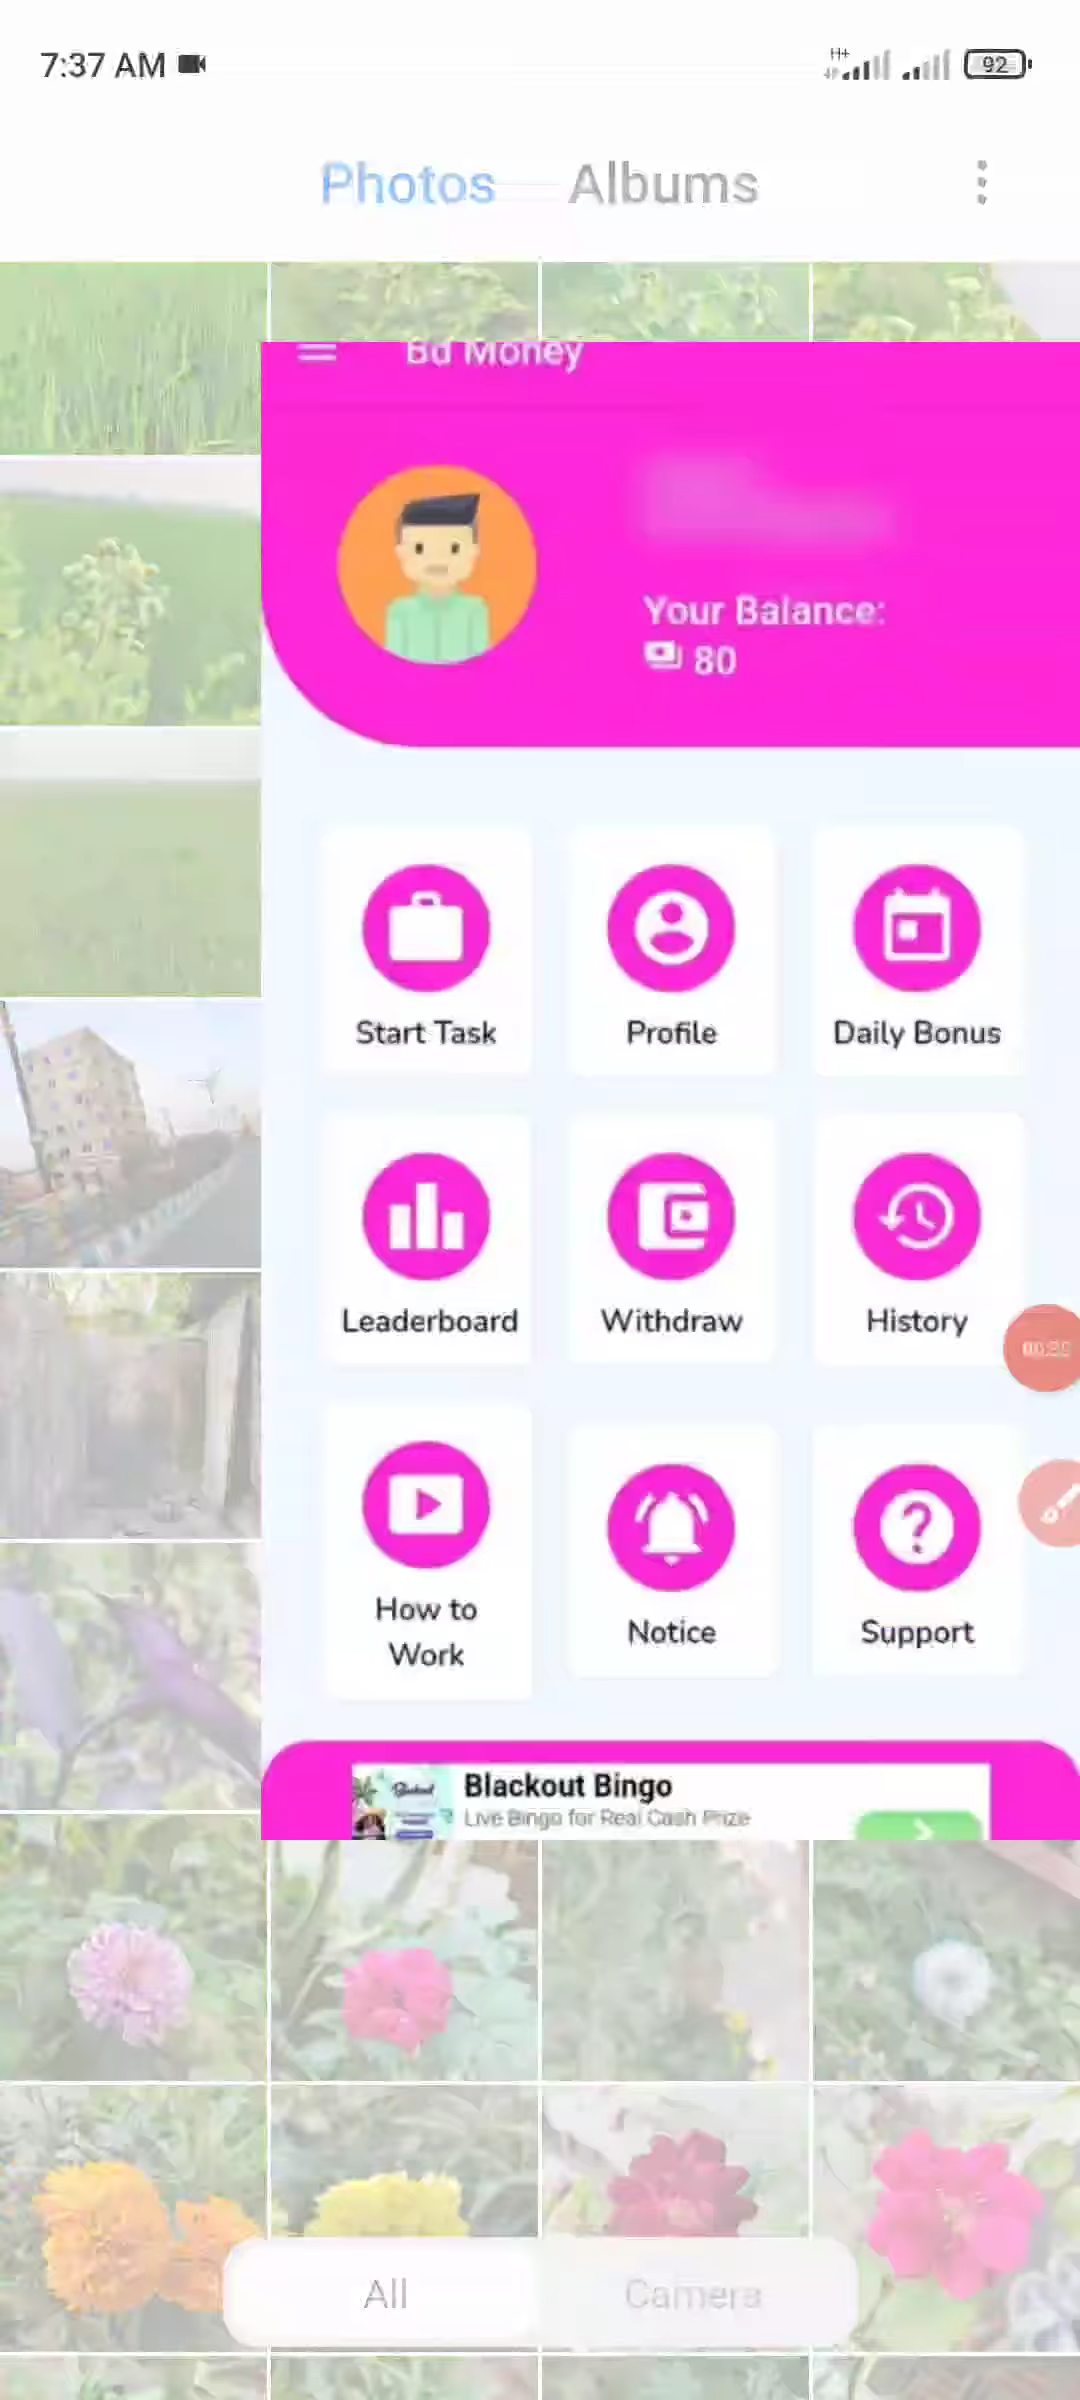 7:37 AM
H+
92
Photos
Albums
Bd Money
Your Balance:
80
Start Task
Profile
Daily Bonus
Leaderboard
Withdraw
History
How to
Work
Notice
Support
Blackout Bingo
Live Bingo for Real Cash Prize
All
Camera